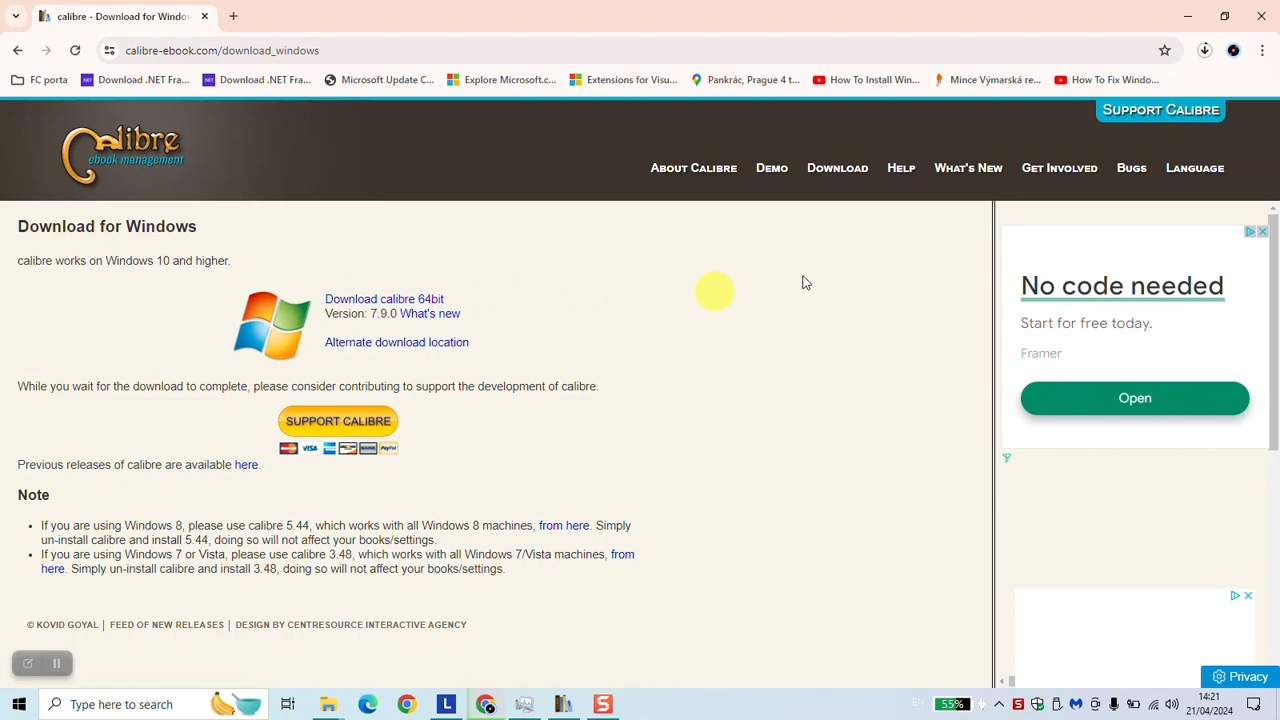 calibre - Download for Window
calibre-ebook.com/download_windows
FC porta
Download .NET Fra...
Download .NET Fra...
Microsoft Update C...
Explore Microsoft.c...
Extensions for Visu...
Pankrác, Prague 4 t...
How To Install Win...
Mince Výmarská re...
How To Fix Windo...
SUPPORT CALIBRE
Calibre
ebook management
ABOUT CALIBRE
DEMO
DOWNLOAD
HELP
WHAT'S NEW
GET INVOLVED
BUGS
LANGUAGE
Download for Windows
calibre works on Windows 10 and higher.
Download calibre 64bit
Version: 7.9.0 What's new
Alternate download location
While you wait for the download to complete, please consider contributing to support the development of calibre.
SUPPORT CALIBRE
VISA
PayPal
Previous releases of calibre are available here.
Note
If you are using Windows 8, please use calibre 5.44, which works with all Windows 8 machines, from here. Simply
un-install calibre and install 5.44, doing so will not affect your books/settings.
If you are using Windows 7 or Vista, please use calibre 3.48, which works with all Windows 7/Vista machines, from
here. Simply un-install calibre and install 3.48, doing so will not affect your books/settings.
© KOVID GOYAL | FEED OF NEW RELEASES | DESIGN BY CENTRESOURCE INTERACTIVE AGENCY
No code needed
Start for free today.
Framer
Open
Privacy
Type here to search
L
S
EN
55%
S
14:21
21/04/2024